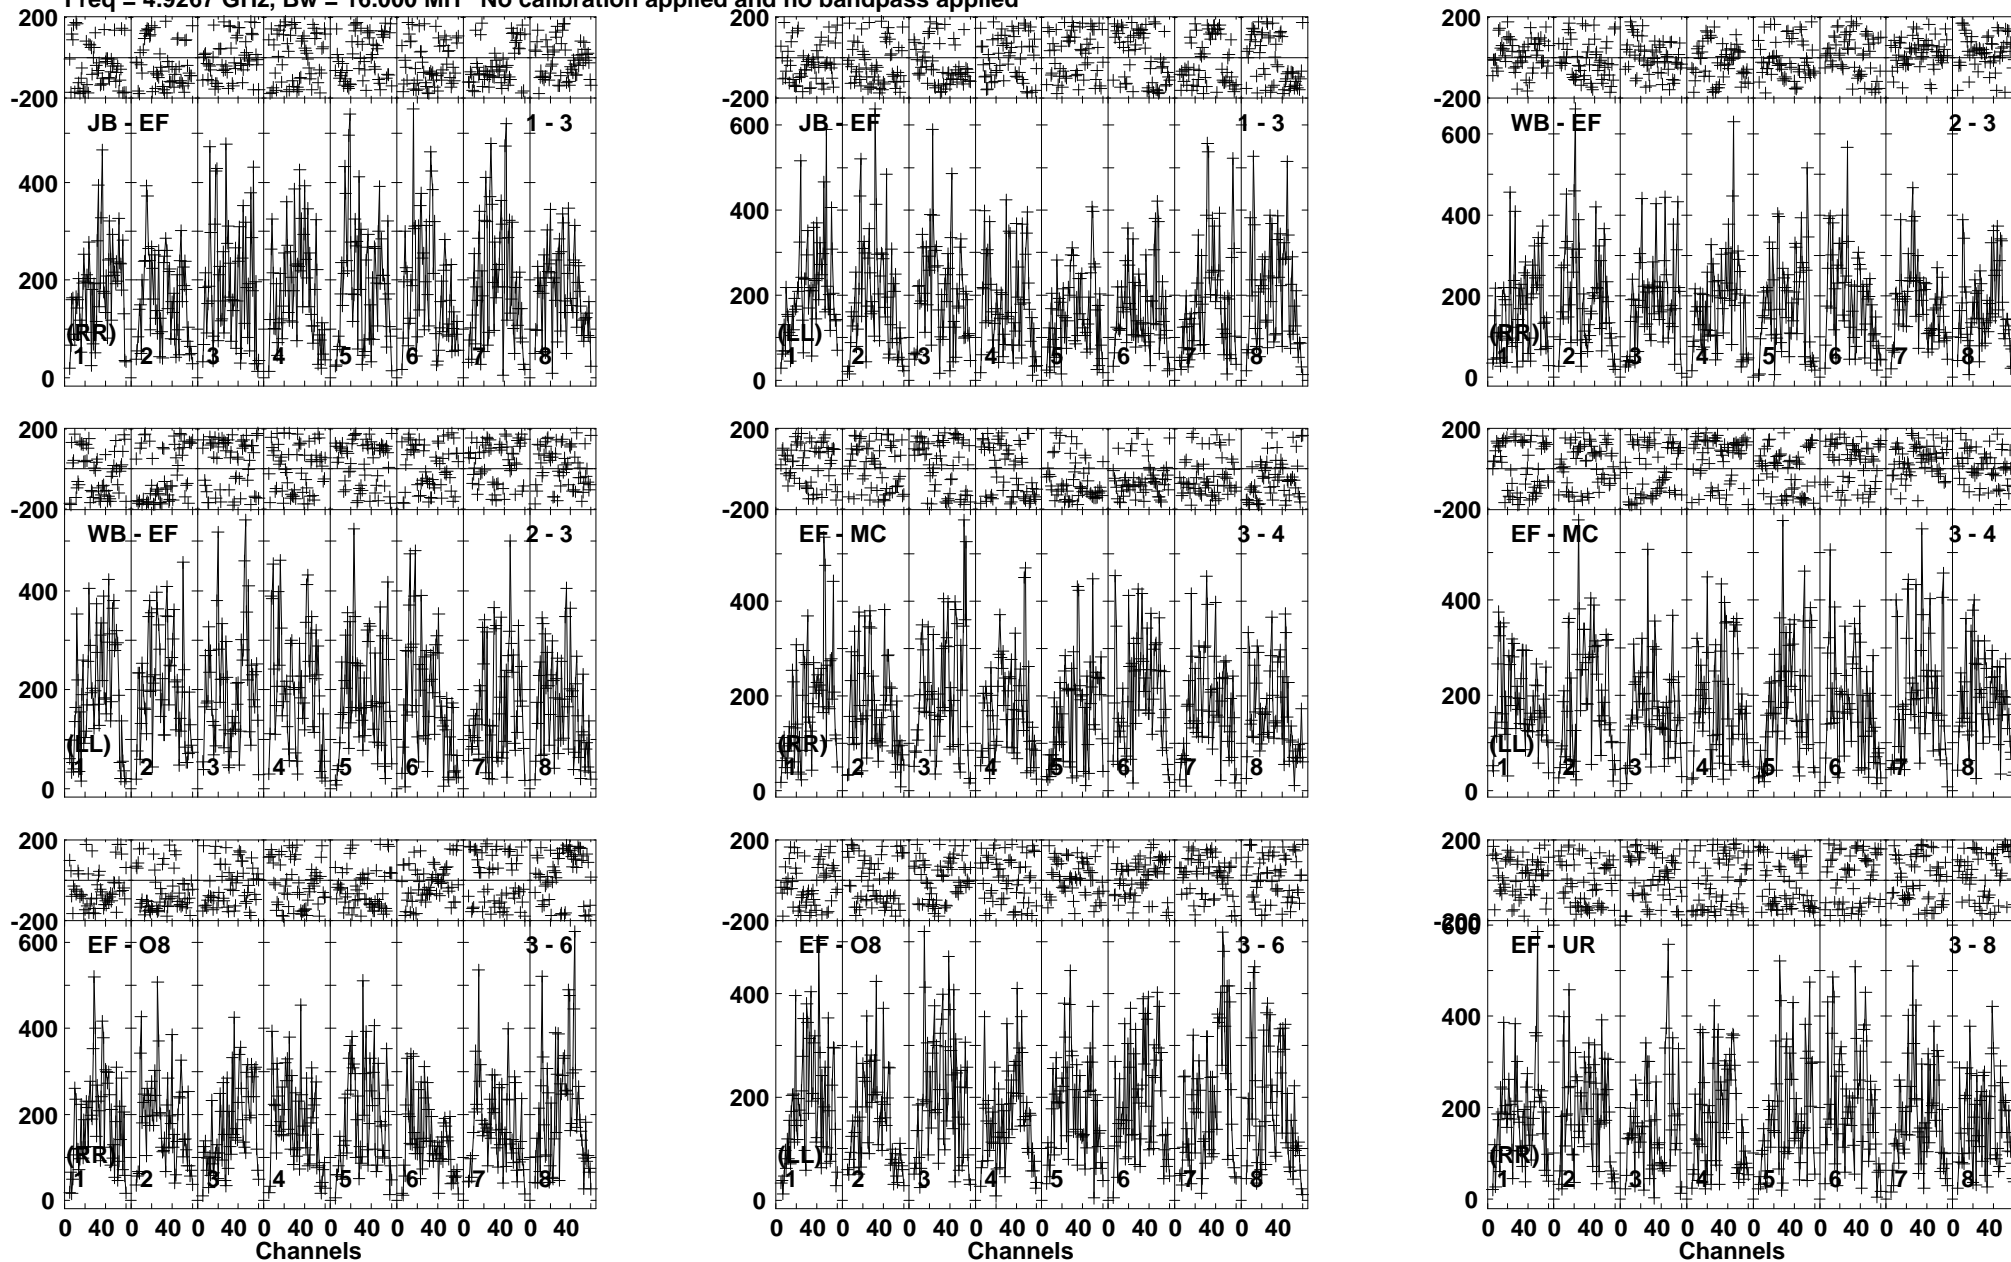 Freq = 4.9267 GHz, Bw = 16.000 MH No calibration applied and no bandpass applied
200 200 200
-200 -200 -200
JB - EF 1 - 3 JB - EF 1 - 3 WB - EF 2 - 3
600 600
400 400 400
200 200 200
(RR) (LL) (RR)
1 2 3 4 5 6 7 8 1 2 3 4 5 6 7 8 1 2 3 4 5 6 7 8
0 0 0
200 200 200
-200 -200 -200
WB - EF 2 - 3 EF - MC 3 - 4 EF - MC 3 - 4
400 400 400
200 200 200
(LL) (RR) (LL)
1 2 3 4 5 6 7 8 1 2 3 4 5 6 7 8 1 2 3 4 5 6 7 8
0 0 0
200 200 200
-200 -200 -200
600 600
EF - O8 3 - 6 EF - O8 3 - 6 EF - UR 3 - 8
400 400 400
200 200 200
(RR) (LL) (RR)
1 2 3 4 5 6 7 8 1 2 3 4 5 6 7 8 1 2 3 4 5 6 7 8
0 0 0
0 40 0 40 0 40 0 40 0 40 0 40 0 40 0 40 0 40 0 40 0 40 0 40 0 40 0 40 0 40 0 40 0 40 0 40 0 40 0 40 0 40 0 40 0 40 0 40
Channels Channels Channels